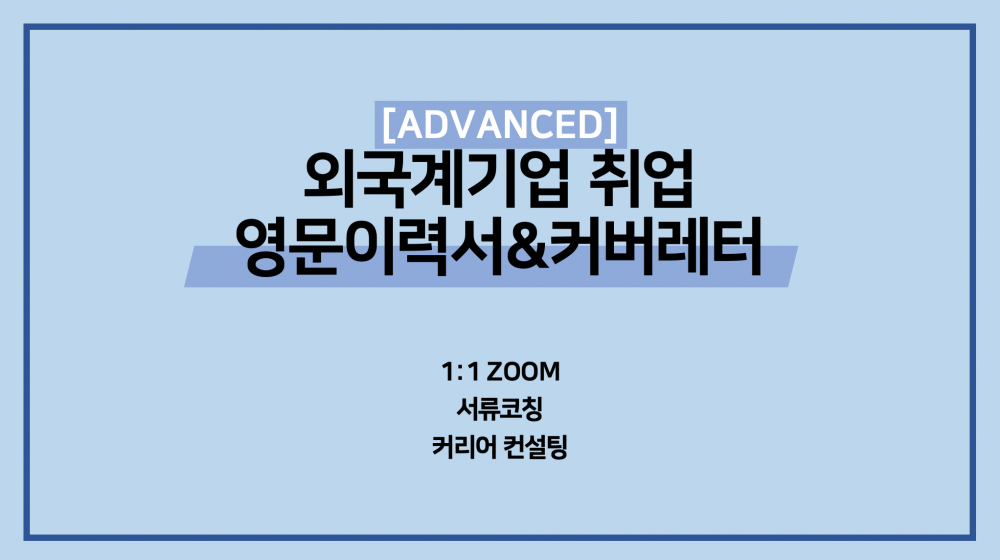 [ADVANCED]
외국계기업 취업
영문이력서&커버레터
1:1 ZOOM
서류코칭
커리어 컨설팅